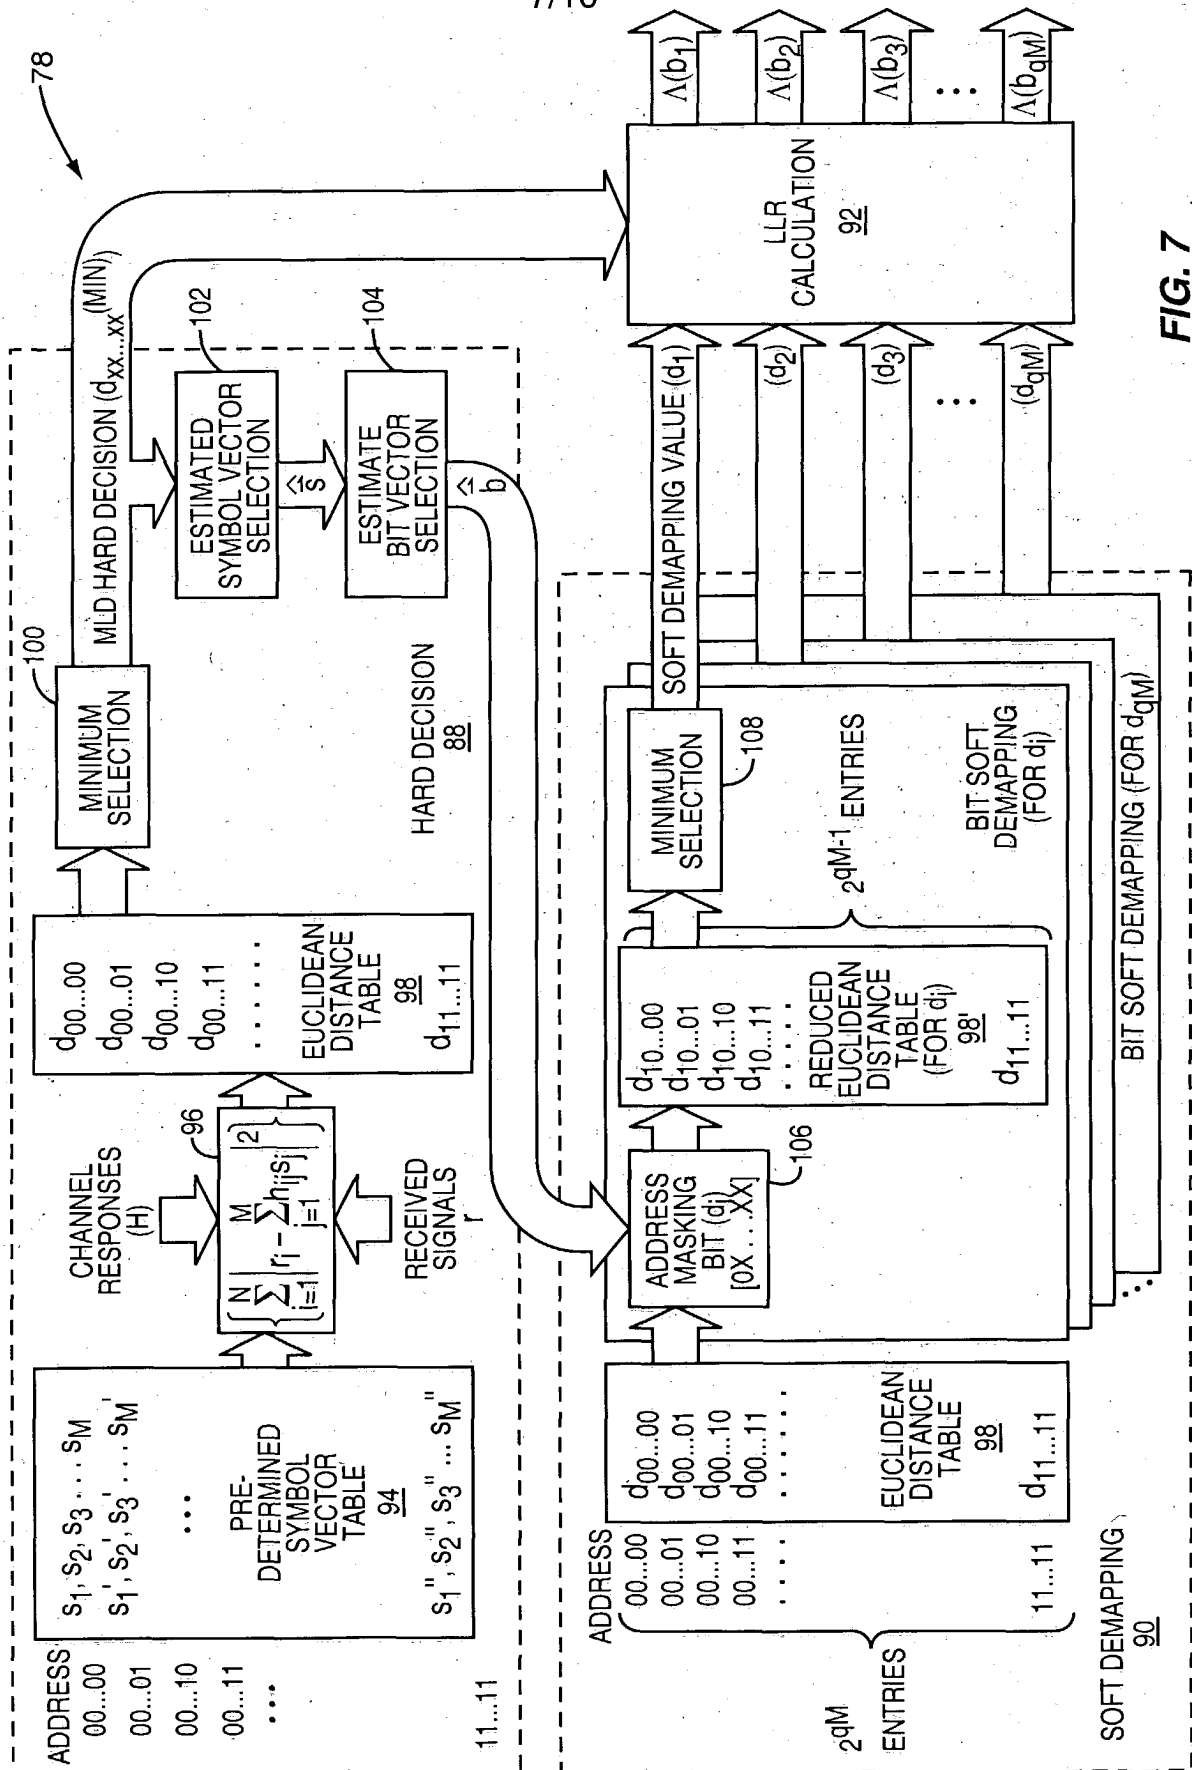 7/16
78
ADDRESS
00...00
00...01
00...10
00...11
...
11...11
s1, s2, s3 ... sM
s1', s2', s3' ... sM'
...
PRE-
DETERMINED
SYMBOL
VECTOR
TABLE
94
s1'', s2'', s3'' ... sM''
CHANNEL
RESPONSES
(H)
96
{ N Σ i=1 | ri - M Σ j=1 hijsj |2 }
RECEIVED
SIGNALS
r
d00...00
d00...01
d00...10
d00...11
......
EUCLIDEAN
DISTANCE
TABLE
98
d11...11
100
MINIMUM
SELECTION
MLD HARD DECISION (dxx...xx(MIN))
102
ESTIMATED
SYMBOL VECTOR
SELECTION
ŝ
104
ESTIMATE
BIT VECTOR
SELECTION
b̂
HARD DECISION
88
ADDRESS
00...00
00...01
00...10
00...11
.....
11...11
2qM
ENTRIES
d00...00
d00...01
d00...10
d00...11
......
EUCLIDEAN
DISTANCE
TABLE
98
d11...11
ADDRESS
MASKING
BIT (dj)
[0X...XX]
106
d10...00
d10...01
d10...10
d10...11
......
REDUCED
EUCLIDEAN
DISTANCE
TABLE
(FOR dj)
98'
d11...11
2qM-1 ENTRIES
MINIMUM
SELECTION
108
BIT SOFT
DEMAPPING
(FOR dj)
BIT SOFT DEMAPPING (FOR dqM)
...
SOFT DEMAPPING
90
SOFT DEMAPPING VALUE (d1)
(d2)
(d3)
...
(dqM)
LLR
CALCULATION
92
Λ(b1)
Λ(b2)
Λ(b3)
...
Λ(bqM)
FIG. 7